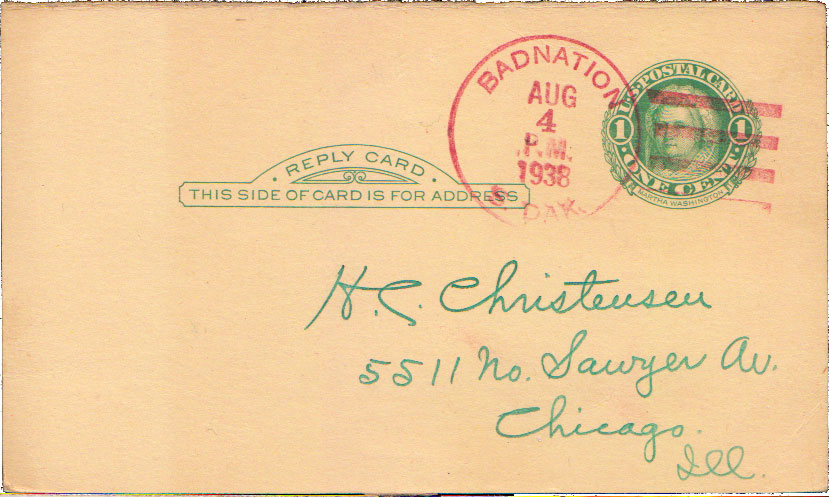 BADNATION
AUG
4
P.M.
1938
S. DAK.
U.S. POSTAL CARD
1 1
ONE CENT
MARTHA WASHINGTON
REPLY CARD
THIS SIDE OF CARD IS FOR ADDRESS
H. C. Christensen
5511 No. Sawyer Av.
Chicago.
Ill.